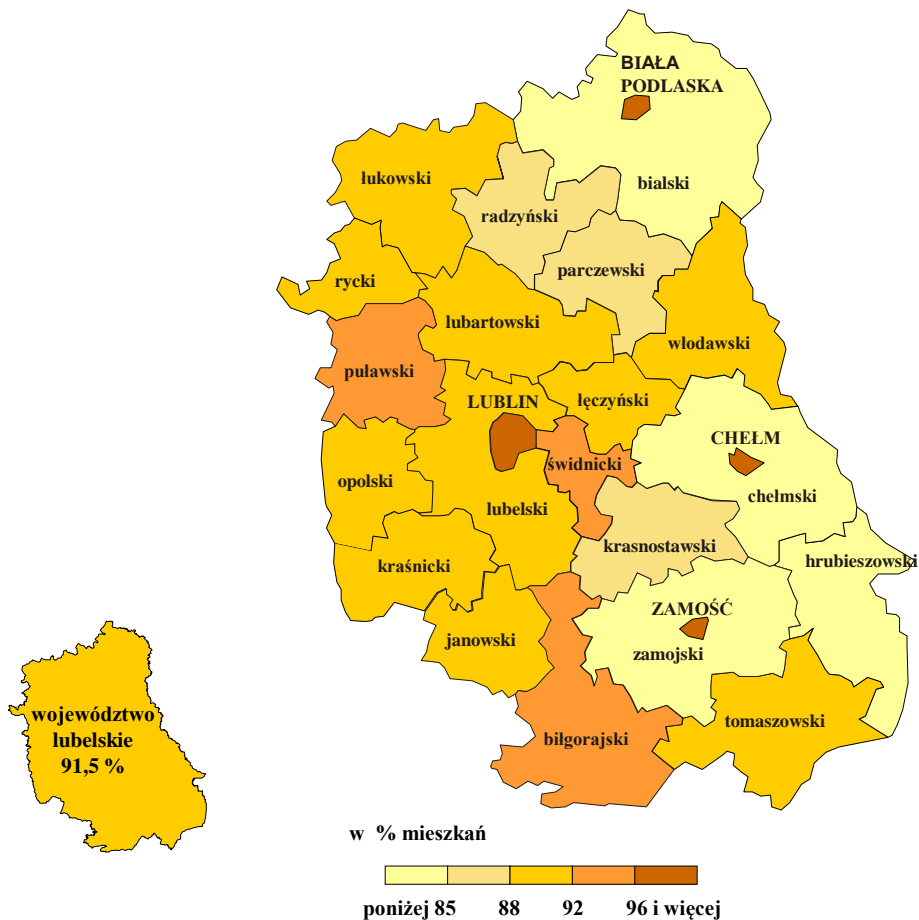 BIAŁA
PODLASKA
łukowski
bialski
radzyński
parczewski
rycki
lubartowski
włodawski
puławski
łęczyński
LUBLIN
CHEŁM
świdnicki
opolski
chełmski
lubelski
krasnostawski
hrubieszowski
kraśnicki
ZAMOŚĆ
janowski
zamojski
województwo
lubelskie
91,5 %
tomaszowski
biłgorajski
w % mieszkań
poniżej 85 88 92 96 i więcej